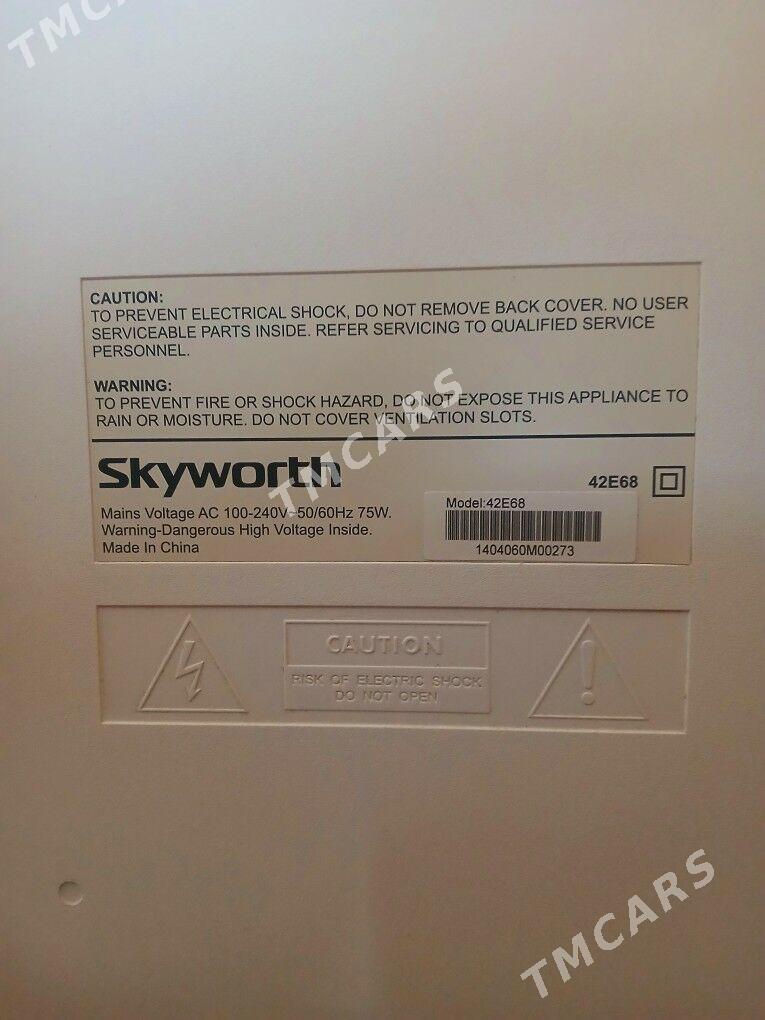 TMCARS
CAUTION:
TO PREVENT ELECTRICAL SHOCK, DO NOT REMOVE BACK COVER. NO USER
SERVICEABLE PARTS INSIDE. REFER SERVICING TO QUALIFIED SERVICE
PERSONNEL.
WARNING:
TO PREVENT FIRE OR SHOCK HAZARD, DO NOT EXPOSE THIS APPLIANCE TO
RAIN OR MOISTURE. DO NOT COVER VENTILATION SLOTS.
TMCARS
Skyworth
42E68
Mains Voltage AC 100-240V~50/60Hz 75W.
Warning-Dangerous High Voltage Inside.
Made In China
Model:42E68
1404060M00273
CAUTION
RISK OF ELECTRIC SHOCK
DO NOT OPEN
TMCARS